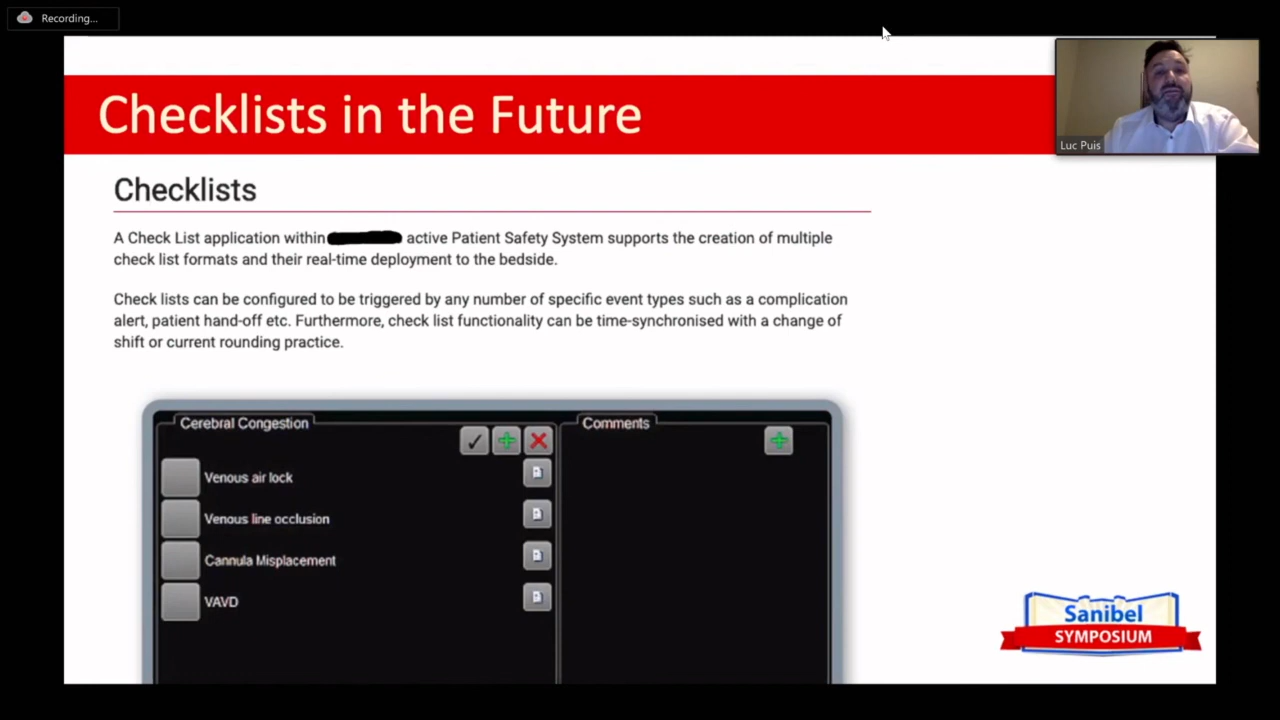 Recording...
Checklists in the Future
Luc Puis
Checklists
A Check List application within active Patient Safety System supports the creation of multiple
check list formats and their real-time deployment to the bedside.
Check lists can be configured to be triggered by any number of specific event types such as a complication
alert, patient hand-off etc. Furthermore, check list functionality can be time-synchronised with a change of
shift or current rounding practice.
Cerebral Congestion
Comments
Venous air lock
Venous line occlusion
Cannula Misplacement
VAVD
Sanibel
SYMPOSIUM